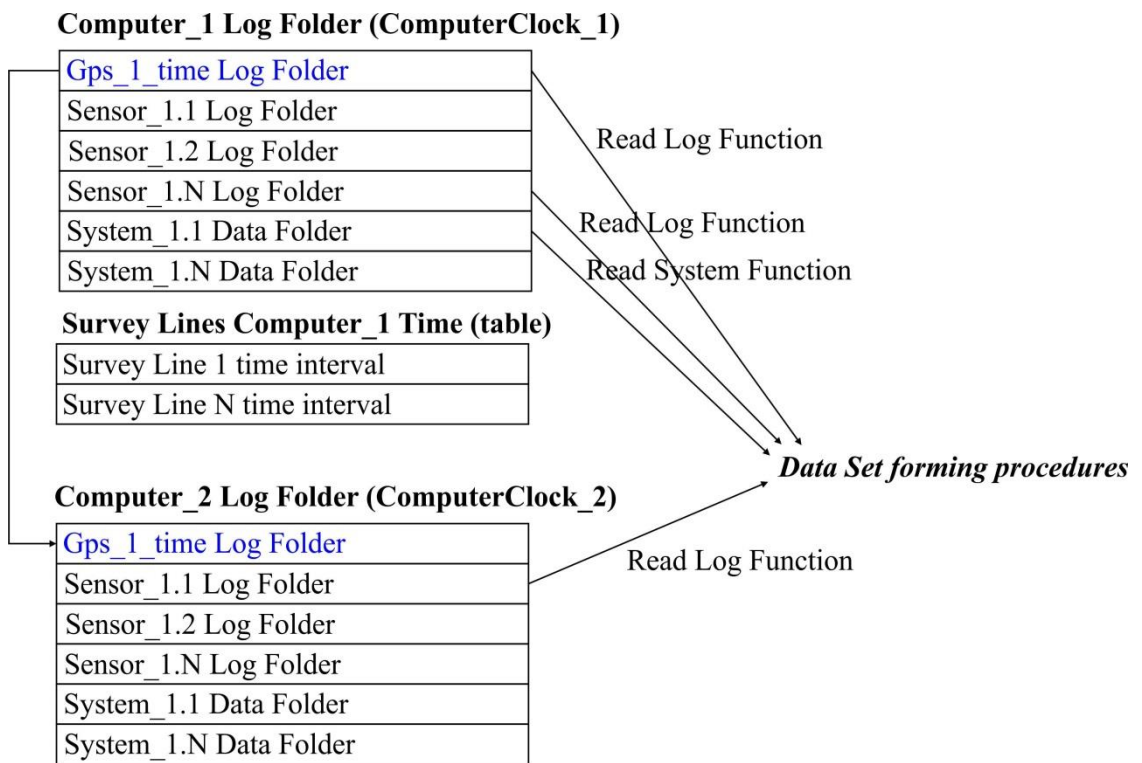 Computer_1 Log Folder (ComputerClock_1)
Gps_1_time Log Folder
Sensor_1.1 Log Folder
Sensor_1.2 Log Folder
Sensor_1.N Log Folder
System_1.1 Data Folder
System_1.N Data Folder
Read Log Function
Read Log Function
Read System Function
Survey Lines Computer_1 Time (table)
Survey Line 1 time interval
Survey Line N time interval
Data Set forming procedures
Computer_2 Log Folder (ComputerClock_2)
Gps_1_time Log Folder
Sensor_1.1 Log Folder
Sensor_1.2 Log Folder
Sensor_1.N Log Folder
System_1.1 Data Folder
System_1.N Data Folder
Read Log Function